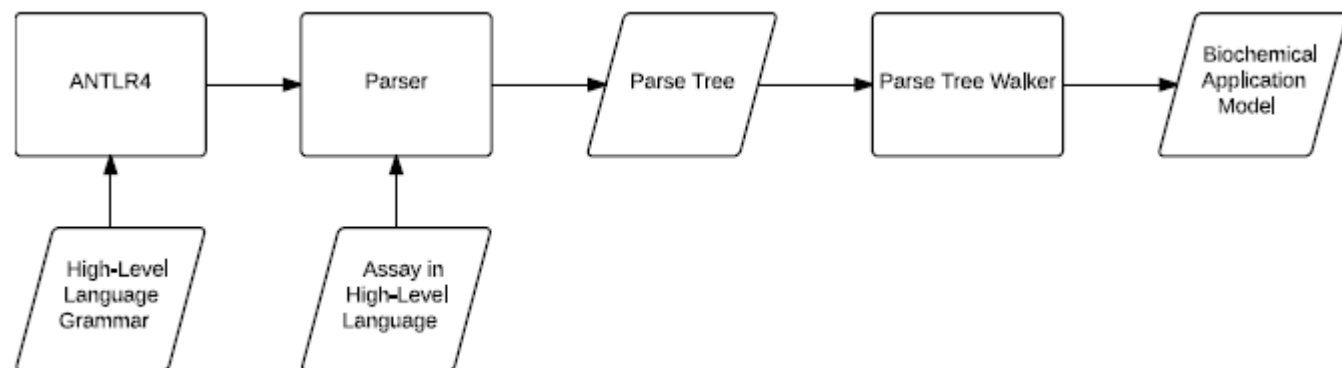 ANTLR4
Parser
Parse Tree
Parse Tree Walker
Biochemical
Application
Model
High-Level
Language
Grammar
Assay in
High-Level
Language